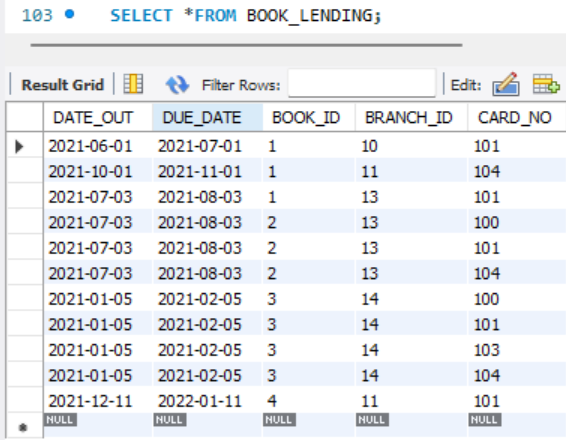 103 SELECT *FROM BOOK_LENDING;
Result Grid Filter Rows: Edit:
DATE_OUT DUE_DATE BOOK_ID BRANCH_ID CARD_NO
2021-06-01 2021-07-01 1 10 101
2021-10-01 2021-11-01 1 11 104
2021-07-03 2021-08-03 1 13 101
2021-07-03 2021-08-03 2 13 100
2021-07-03 2021-08-03 2 13 101
2021-07-03 2021-08-03 2 13 104
2021-01-05 2021-02-05 3 14 100
2021-01-05 2021-02-05 3 14 101
2021-01-05 2021-02-05 3 14 103
2021-01-05 2021-02-05 3 14 104
2021-12-11 2022-01-11 4 11 101
NULL NULL NULL NULL NULL